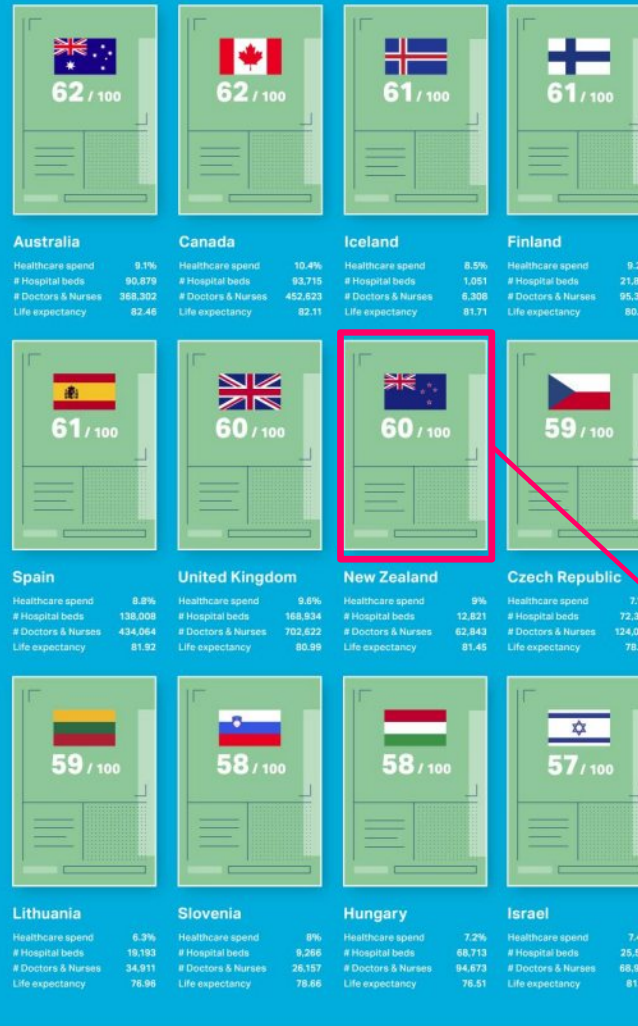 62 / 100
62 / 100
61 / 100
61 / 100
Australia
Healthcare spend 9.1%
# Hospital beds 90,879
# Doctors & Nurses 368,302
Life expectancy 82.46
Canada
Healthcare spend 10.4%
# Hospital beds 93,715
# Doctors & Nurses 452,623
Life expectancy 82.11
Iceland
Healthcare spend 8.5%
# Hospital beds 1,051
# Doctors & Nurses 6,308
Life expectancy 81.71
Finland
Healthcare spend
# Hospital beds
# Doctors & Nurses
Life expectancy
61 / 100
60 / 100
60 / 100
59 / 100
Spain
Healthcare spend 8.8%
# Hospital beds 138,008
# Doctors & Nurses 434,064
Life expectancy 81.92
United Kingdom
Healthcare spend 9.6%
# Hospital beds 168,934
# Doctors & Nurses 702,622
Life expectancy 80.99
New Zealand
Healthcare spend 9%
# Hospital beds 12,821
# Doctors & Nurses 62,843
Life expectancy 81.45
Czech Republic
Healthcare spend
# Hospital beds
# Doctors & Nurses
Life expectancy
59 / 100
58 / 100
58 / 100
57 / 100
Lithuania
Healthcare spend 6.3%
# Hospital beds 19,193
# Doctors & Nurses 34,911
Life expectancy 76.96
Slovenia
Healthcare spend 8%
# Hospital beds 9,266
# Doctors & Nurses 26,157
Life expectancy 78.66
Hungary
Healthcare spend 7.2%
# Hospital beds 68,713
# Doctors & Nurses 94,673
Life expectancy 76.51
Israel
Healthcare spend
# Hospital beds
# Doctors & Nurses
Life expectancy